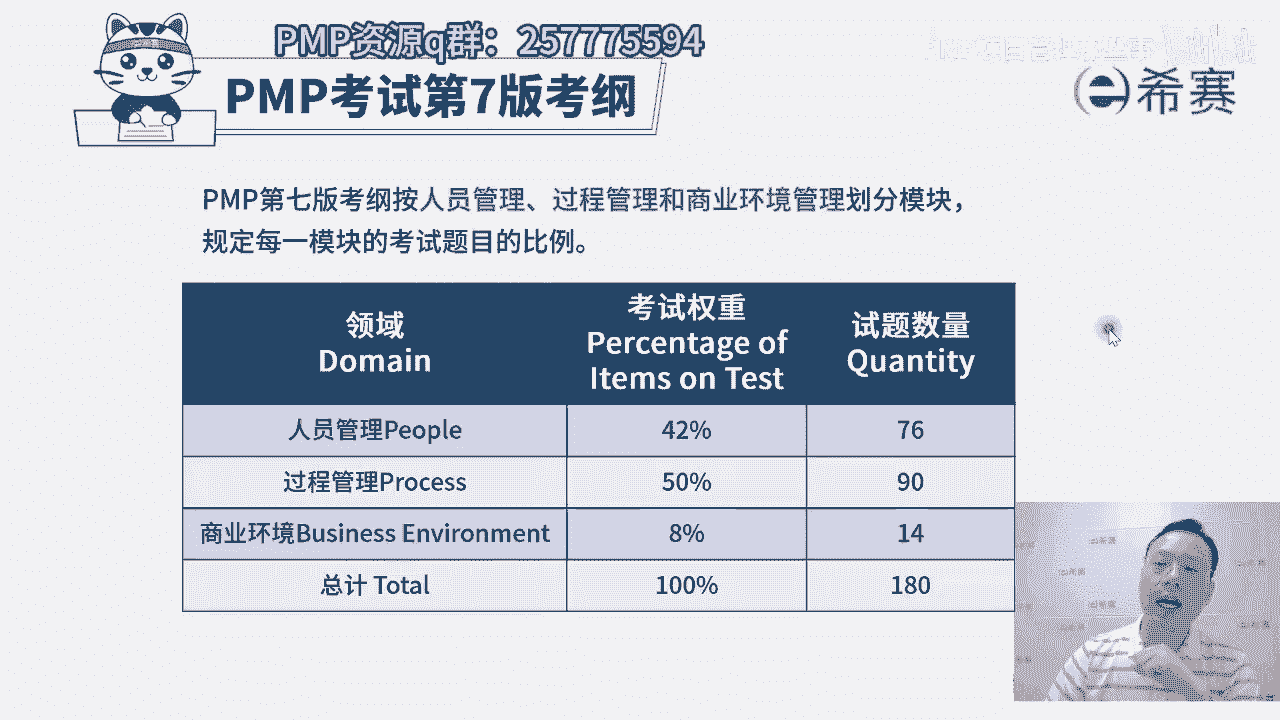 PMP资源q群：257775594
PMP考试第7版考纲
希赛
PMP第七版考纲按人员管理、过程管理和商业环境管理划分模块，
规定每一模块的考试题目的比例。
领域
Domain
考试权重
Percentage of
Items on Test
试题数量
Quantity
人员管理People
42%
76
过程管理Process
50%
90
商业环境Business Environment
8%
14
总计 Total
100%
180